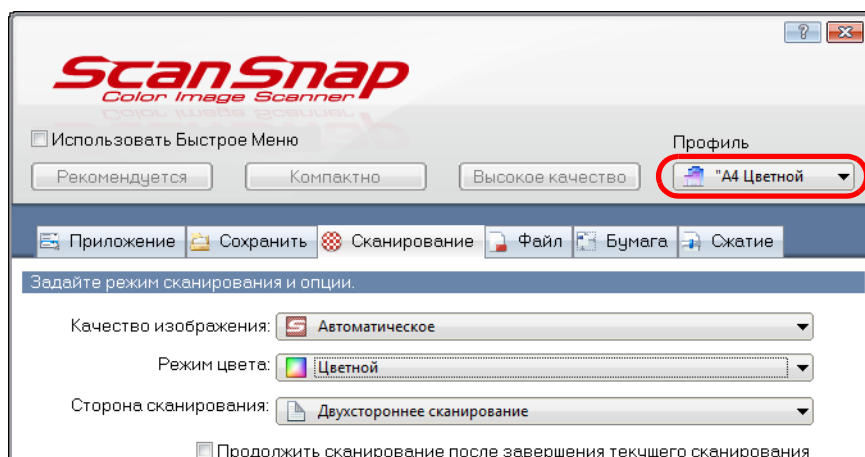 ScanSnap
Color Image Scanner
Использовать Быстрое Меню
Профиль
Рекомендуется Компактно Высокое качество "A4 Цветной
Приложение Сохранить Сканирование Файл Бумага Сжатие
Задайте режим сканирования и опции.
Качество изображения: Автоматическое
Режим цвета: Цветной
Сторона сканирования: Двухстороннее сканирование
Продолжить сканирование после завершения текущего сканирования